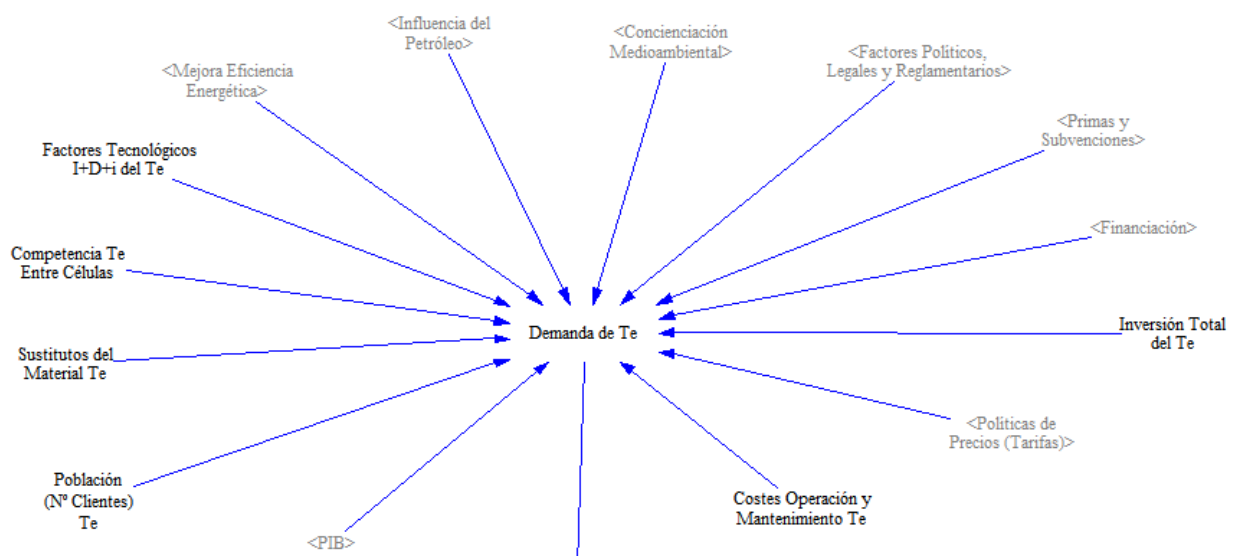 <Influencia del
Petróleo>
<Concienciación
Medioambiental>
<Factores Políticos,
Legales y Reglamentarios>
<Mejora Eficiencia
Energética>
<Primas y
Subvenciones>
Factores Tecnológicos
I+D+i del Te
<Financiación>
Competencia Te
Entre Células
Demanda de Te
Inversión Total
del Te
Sustitutos del
Material Te
<Políticas de
Precios (Tarifas)>
Población
(Nº Clientes)
Te
Costes Operación y
Mantenimiento Te
<PIB>